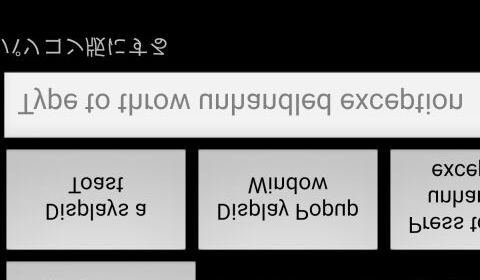 Displays a
Toast
Display Popup
Window
Press to
Type to throw unhandled exception
パソコン版にする